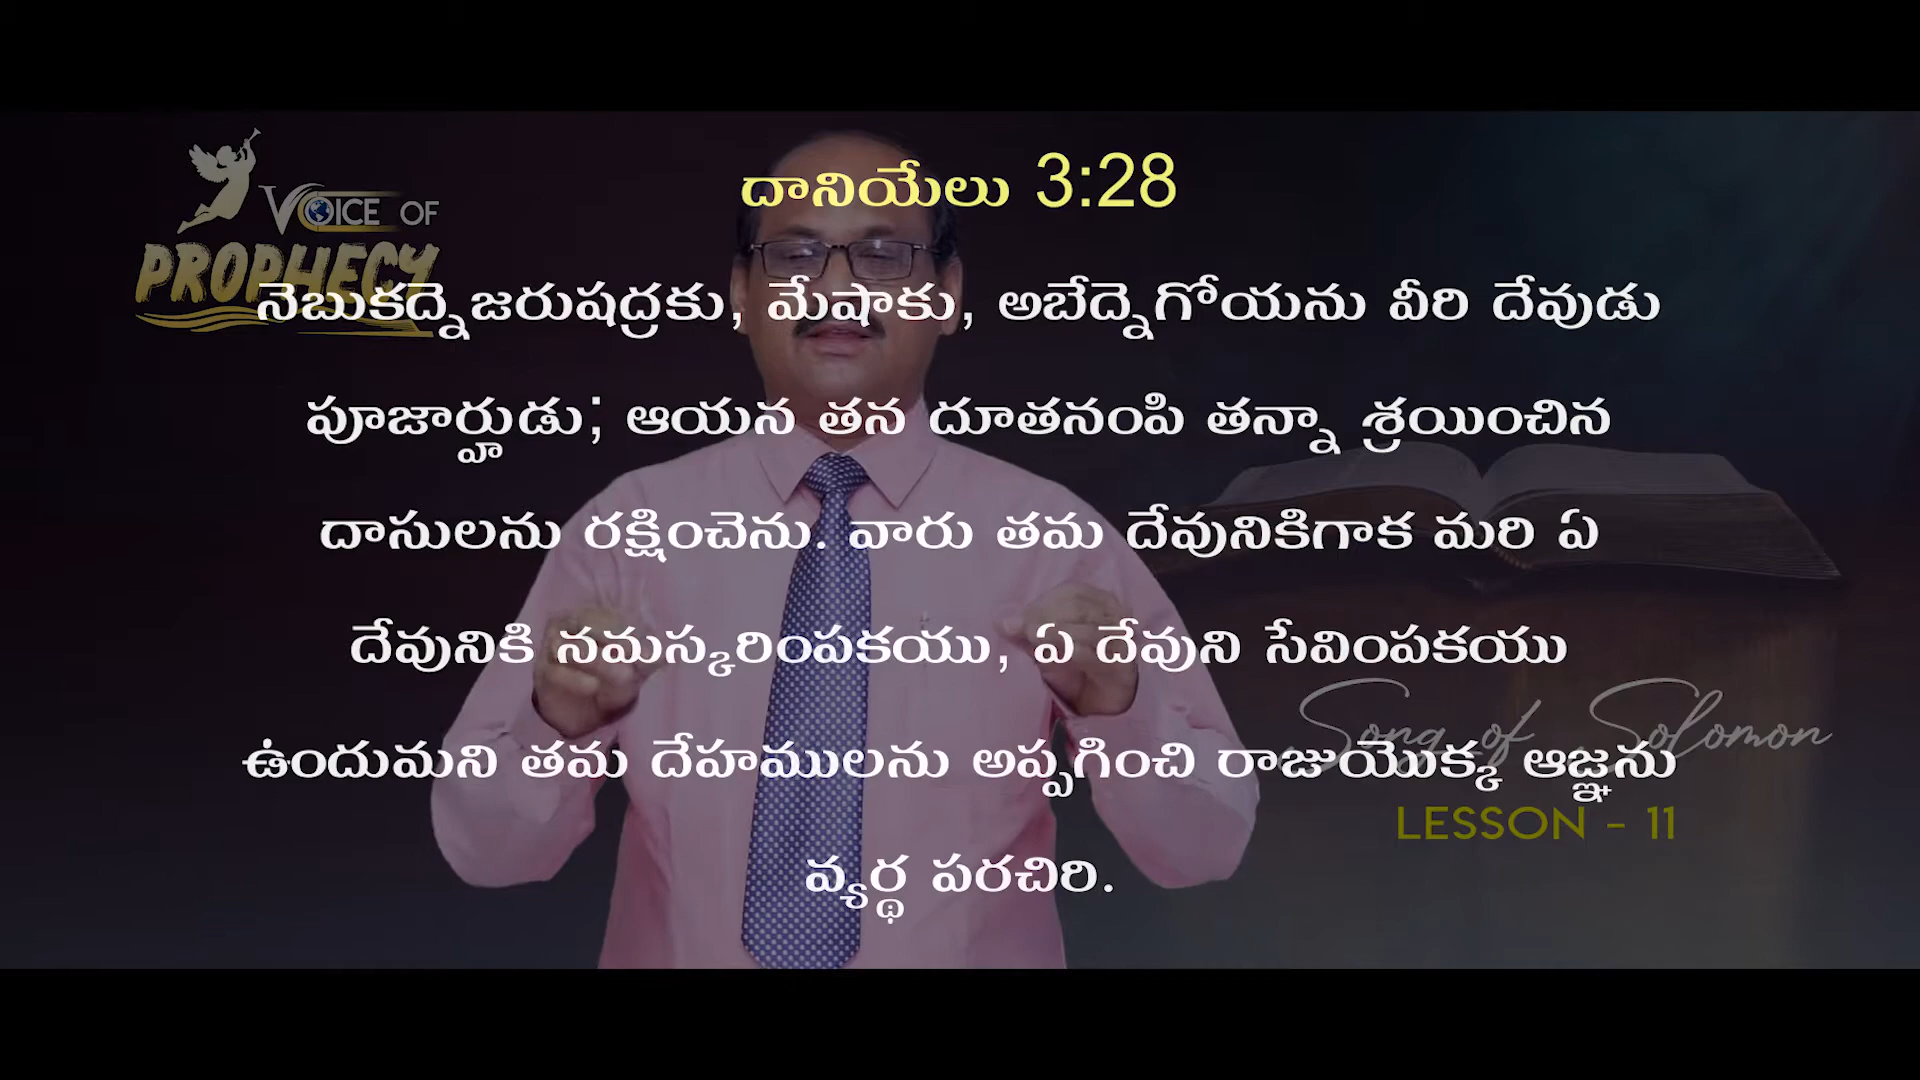 VOICE OF
PROPHECY
దానియేలు 3:28
నెబుకద్నెజరుషద్రకు, మేషాకు, అబేద్నెగోయను వీరి దేవుడు
పూజార్హుడు; ఆయన తన దూతనంపి తన్నా శ్రయించిన
దాసులను రక్షించెను. వారు తమ దేవునికిగాక మరి ఏ
దేవునికి నమస్కరింపకయు, ఏ దేవుని సేవింపకయు
ఉందుమని తమ దేహములను అప్పగించి రాజుయొక్క ఆజ్ఞను
వ్యర్థ పరచిరి.
Song of Solomon
LESSON - 11